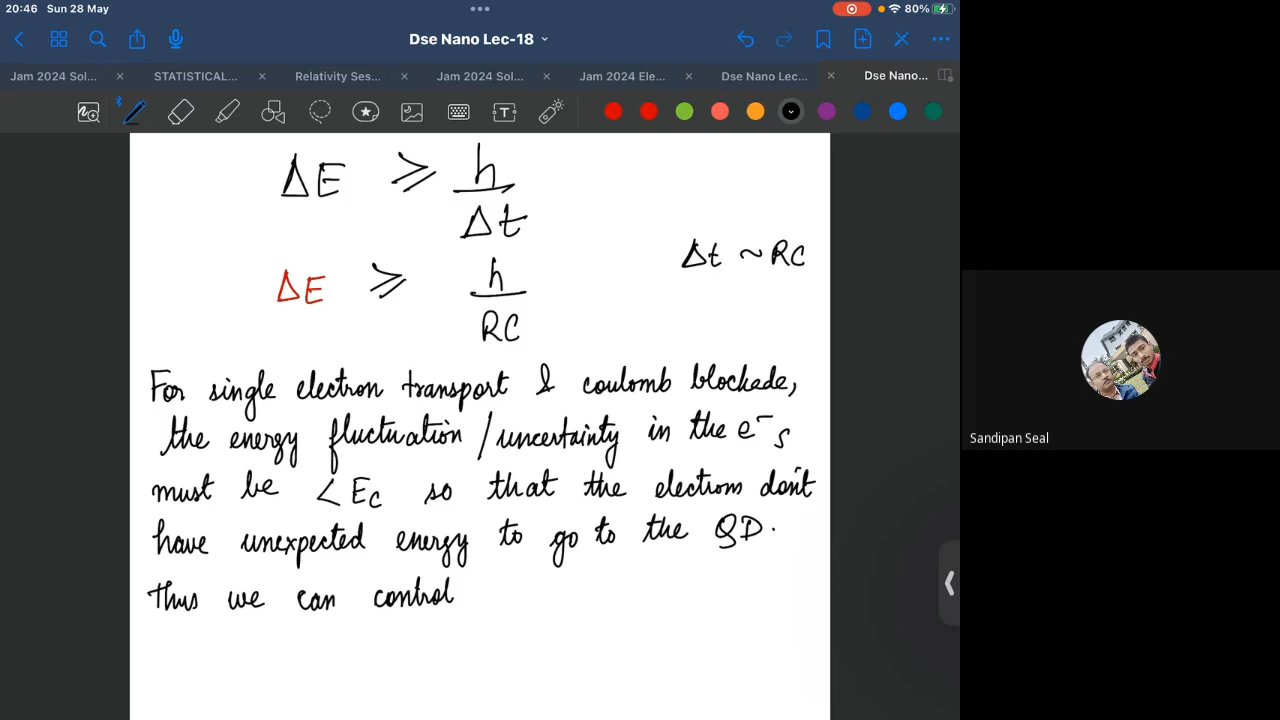 20:46 Sun 28 May
80%
Dse Nano Lec-18
Jam 2024 Sol...
STATISTICAL...
Relativity Ses...
Jam 2024 Sol...
Jam 2024 Ele...
Dse Nano Lec...
Dse Nano...
ΔE ≥ h / Δt
Δt ~ RC
ΔE ≥ h / RC
For single electron transport & coulomb blockade,
the energy fluctuation / uncertainty in the e⁻s
must be < Ec so that the electrons don't
have unexpected energy to go to the QD.
Thus we can control
Sandipan Seal